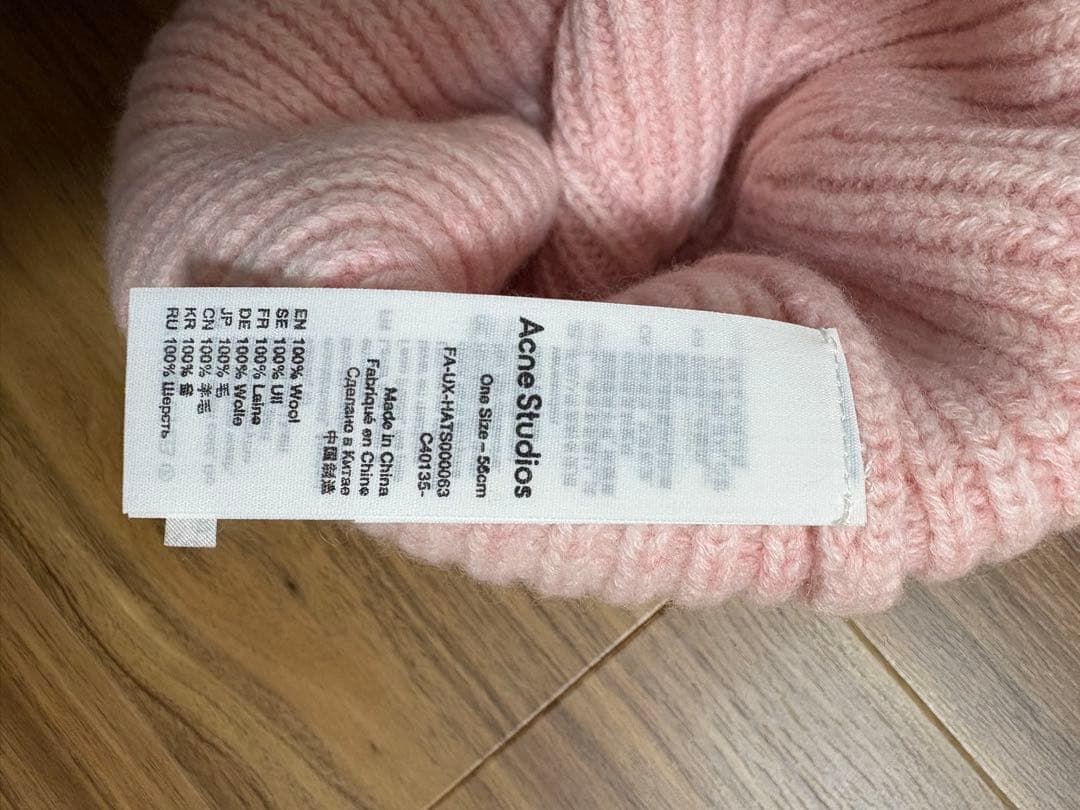 Acne Studios
One Size – 56cm
FA-UX-HATS000063
C40135-
Made in China
Fabriqué en Chine
Сделано в Китае
中国制造
EN 100% Wool
SE 100% Ull
FR 100% Laine
DE 100% Wolle
JP 100% 毛
CN 100% 羊毛
KR 100% 울
RU 100% Шерсть